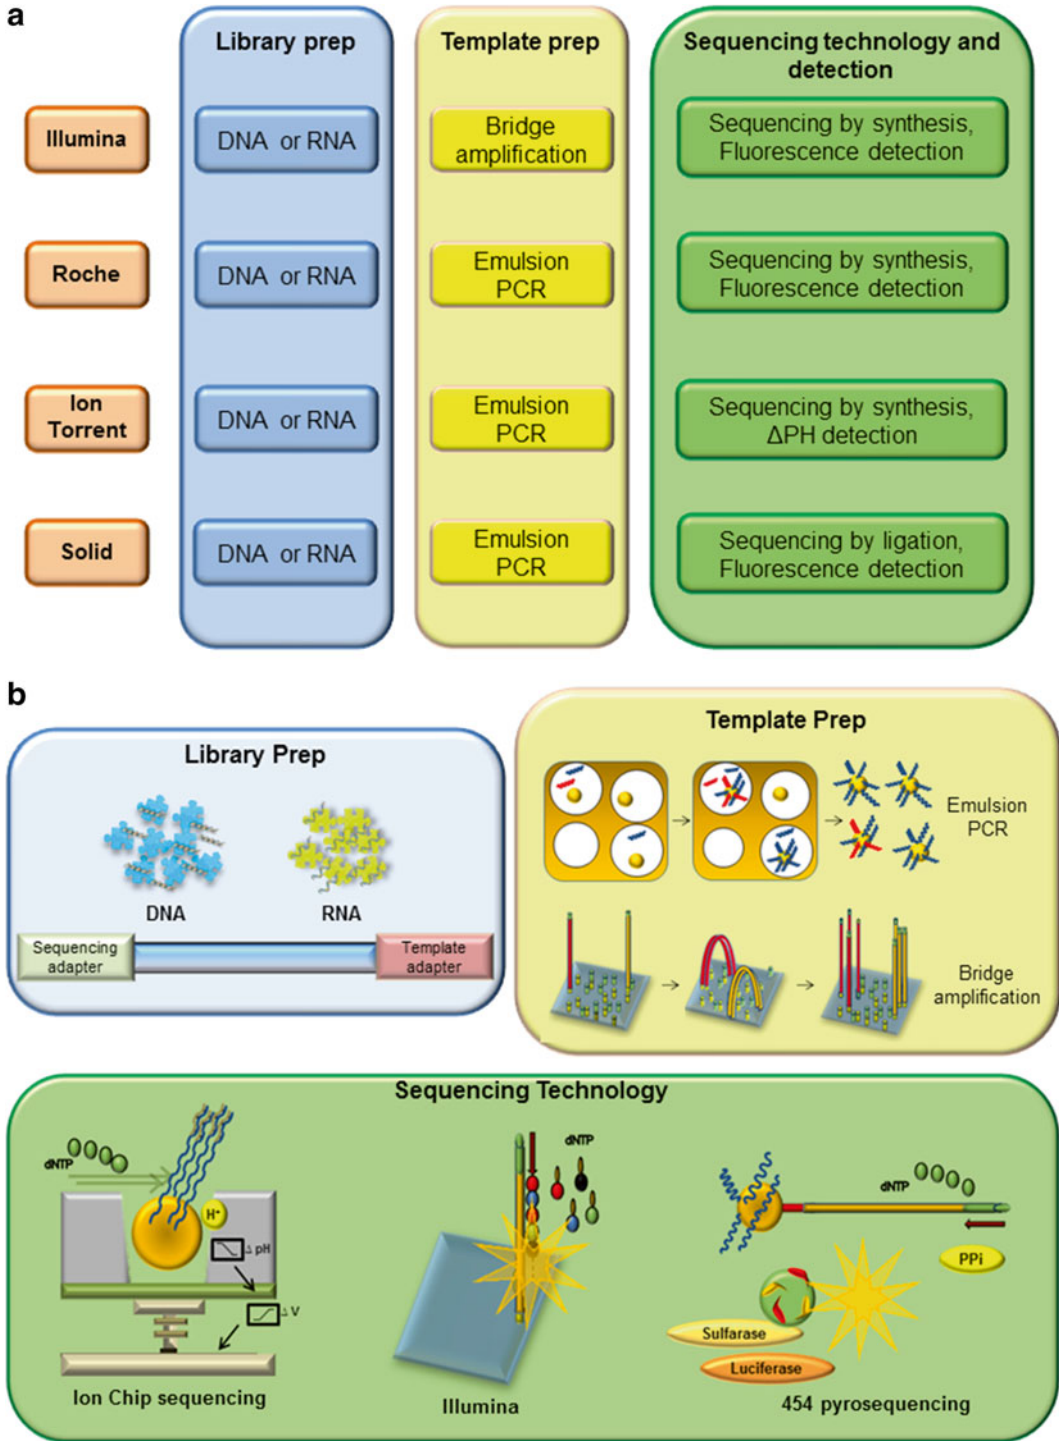 a
Library prep
Template prep
Sequencing technology and
detection
Illumina
DNA or RNA
Bridge
amplification
Sequencing by synthesis,
Fluorescence detection
Roche
DNA or RNA
Emulsion
PCR
Sequencing by synthesis,
Fluorescence detection
Ion
Torrent
DNA or RNA
Emulsion
PCR
Sequencing by synthesis,
ΔPH detection
Solid
DNA or RNA
Emulsion
PCR
Sequencing by ligation,
Fluorescence detection
b
Library Prep
DNA
RNA
Sequencing
adapter
Template
adapter
Template Prep
Emulsion
PCR
Bridge
amplification
Sequencing Technology
dNTP
H+
Δ pH
Δ V
Ion Chip sequencing
dNTP
Illumina
dNTP
PPi
Sulfarase
Luciferase
454 pyrosequencing